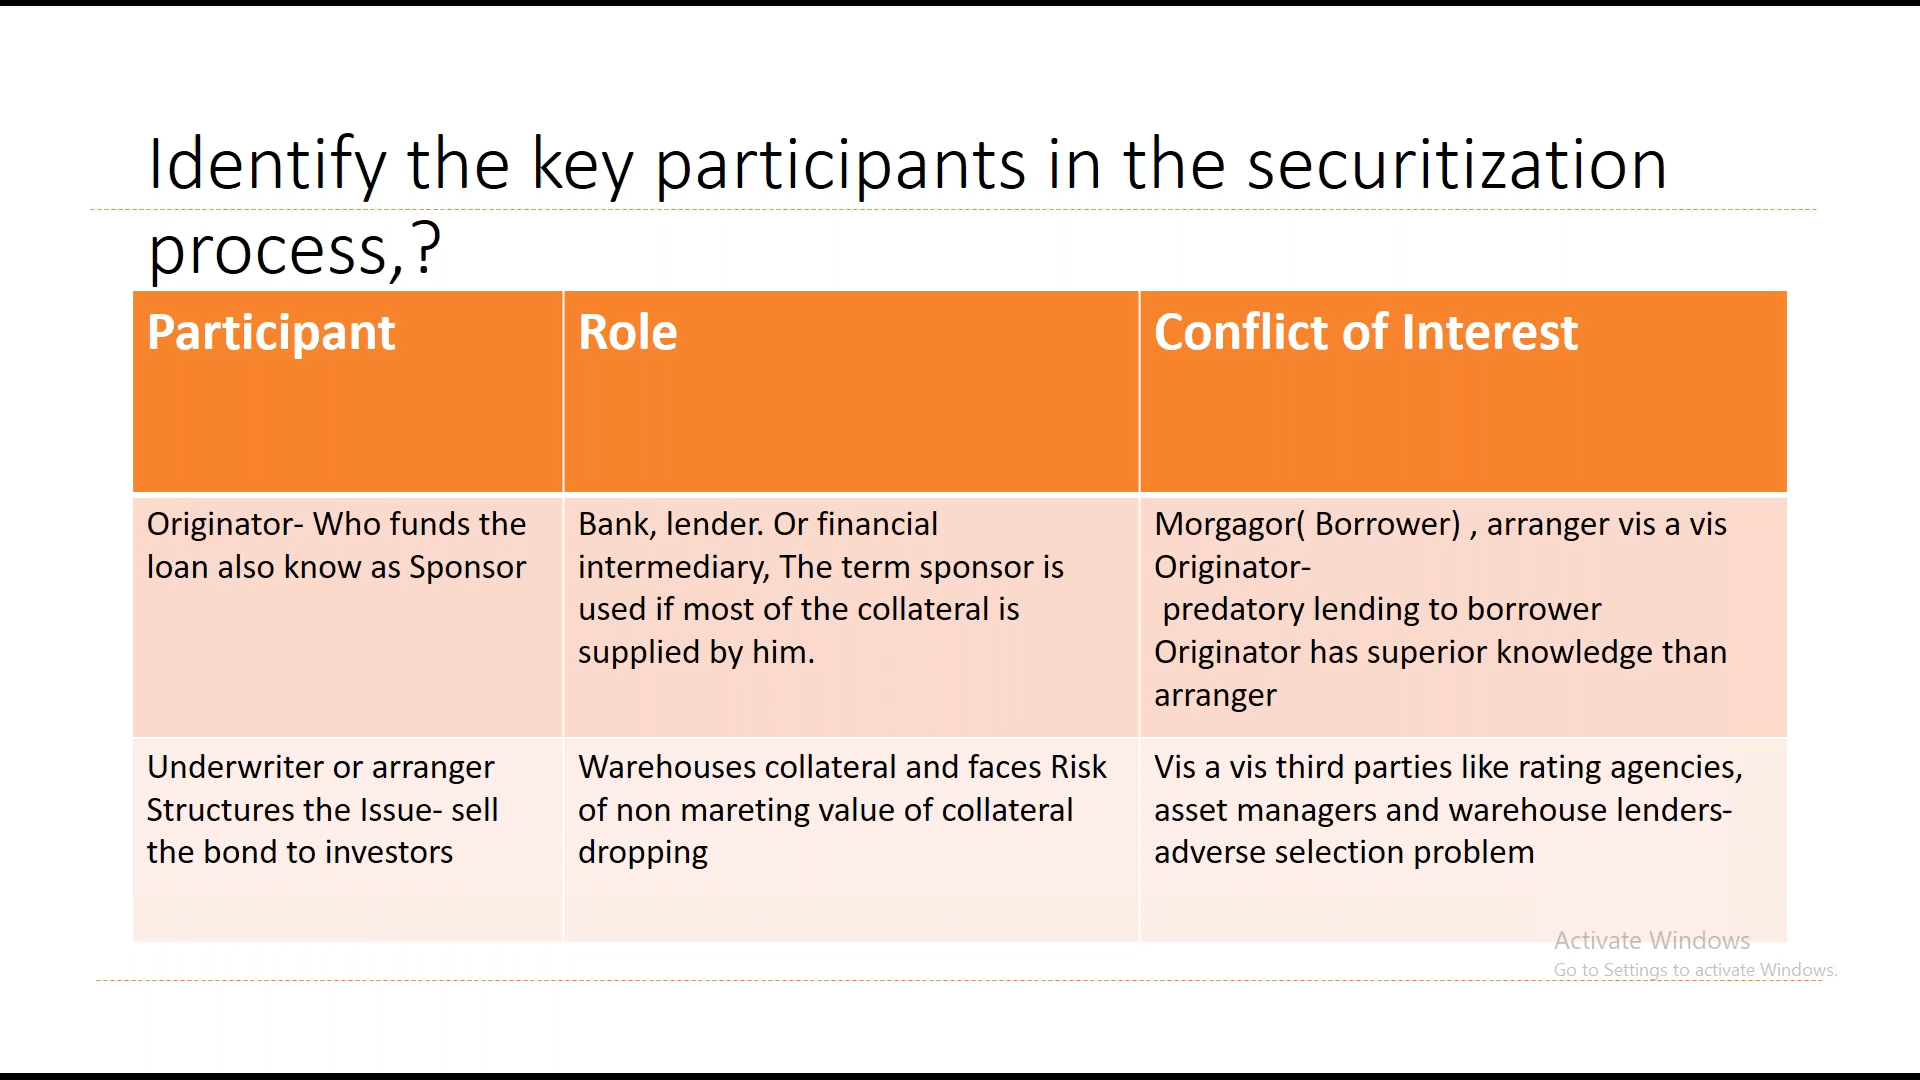 Identify the key participants in the securitization
process,?
Participant
Role
Conflict of Interest
Originator- Who funds the
loan also know as Sponsor
Bank, lender. Or financial
intermediary, The term sponsor is
used if most of the collateral is
supplied by him.
Morgagor( Borrower) , arranger vis a vis
Originator-
predatory lending to borrower
Originator has superior knowledge than
arranger
Underwriter or arranger
Structures the Issue- sell
the bond to investors
Warehouses collateral and faces Risk
of non mareting value of collateral
dropping
Vis a vis third parties like rating agencies,
asset managers and warehouse lenders-
adverse selection problem
Activate Windows
Go to Settings to activate Windows.